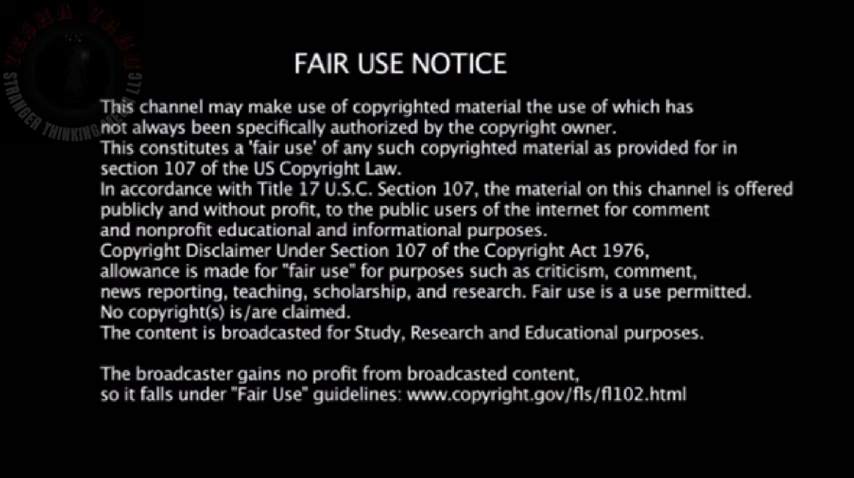 FAIR USE NOTICE
This channel may make use of copyrighted material the use of which has
not always been specifically authorized by the copyright owner.
This constitutes a 'fair use' of any such copyrighted material as provided for in
section 107 of the US Copyright Law.
In accordance with Title 17 U.S.C. Section 107, the material on this channel is offered
publicly and without profit, to the public users of the internet for comment
and nonprofit educational and informational purposes.
Copyright Disclaimer Under Section 107 of the Copyright Act 1976,
allowance is made for "fair use" for purposes such as criticism, comment,
news reporting, teaching, scholarship, and research. Fair use is a use permitted.
No copyright(s) is/are claimed.
The content is broadcasted for Study, Research and Educational purposes.
The broadcaster gains no profit from broadcasted content,
so it falls under "Fair Use" guidelines: www.copyright.gov/fls/fl102.html
STRANGER THINKING LLC